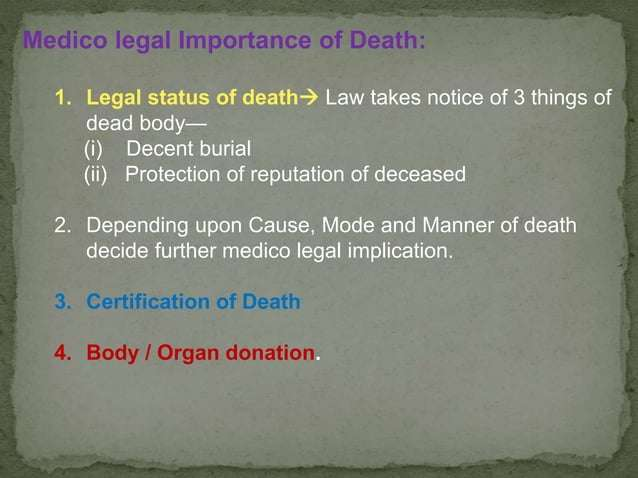 Medico legal Importance of Death:
1. Legal status of death→ Law takes notice of 3 things of
dead body—
(i) Decent burial
(ii) Protection of reputation of deceased
2. Depending upon Cause, Mode and Manner of death
decide further medico legal implication.
3. Certification of Death
4. Body / Organ donation.